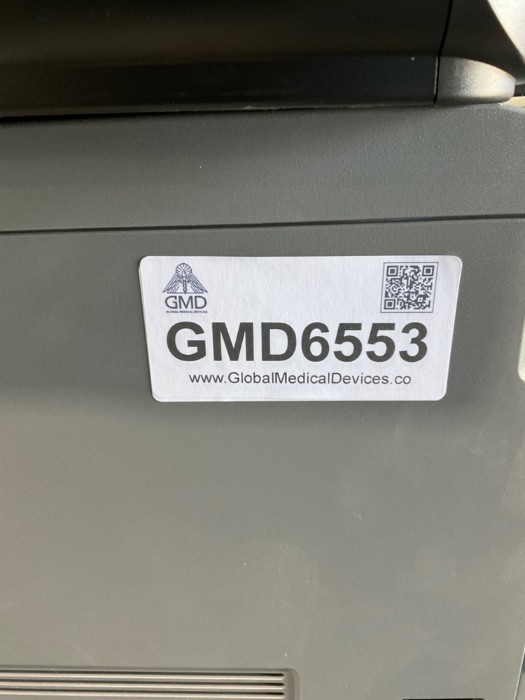 GMD
GLOBAL MEDICAL DEVICES
GMD6553
www.GlobalMedicalDevices.co